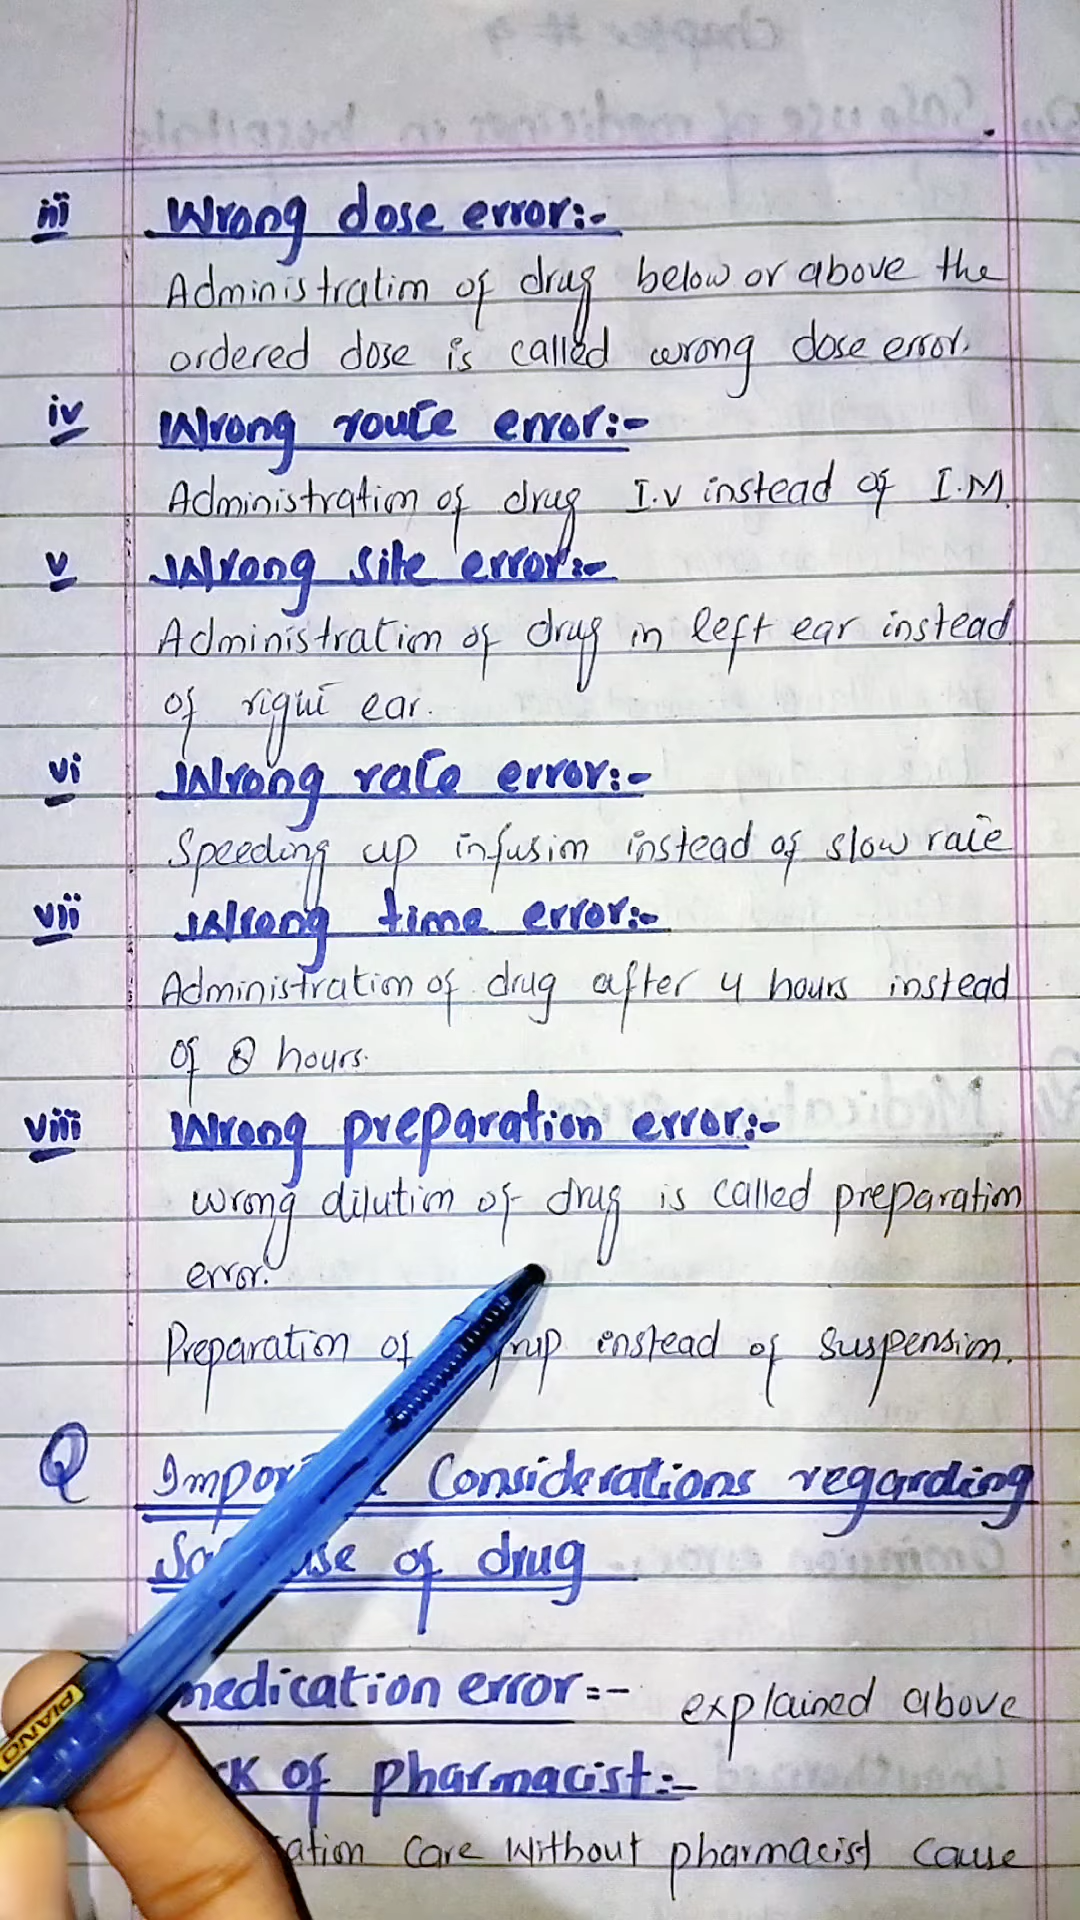 iii Wrong dose error:-
Administration of drug below or above the
ordered dose is called wrong dose error.
iv Wrong route error:-
Administration of drug I.V instead of I.M
v Wrong site error:-
Administration of drug in left ear instead
of right ear.
vi Wrong rate error:-
Speeding up infusion instead of slow rate
vii Wrong time error:-
Administration of drug after 4 hours instead
of 8 hours.
viii Wrong preparation error:-
Wrong dilution of drug is called preparation
error.
Preparation of instead of suspension.
Q Considerations regarding
of drug
medication error:- explained above
of pharmacist:-
care without pharmacist cause
PIANO